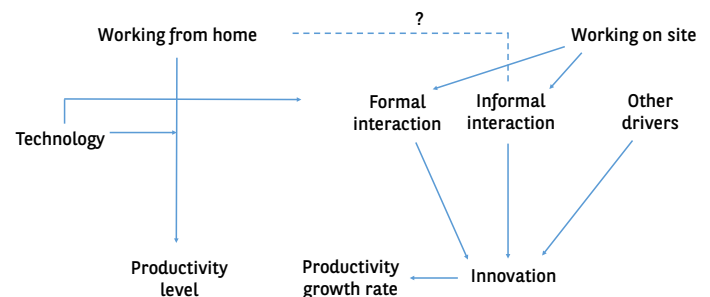 ?
Working from home
Working on site
Formal
interaction
Informal
interaction
Other
drivers
Technology
Productivity
level
Productivity
growth rate
Innovation